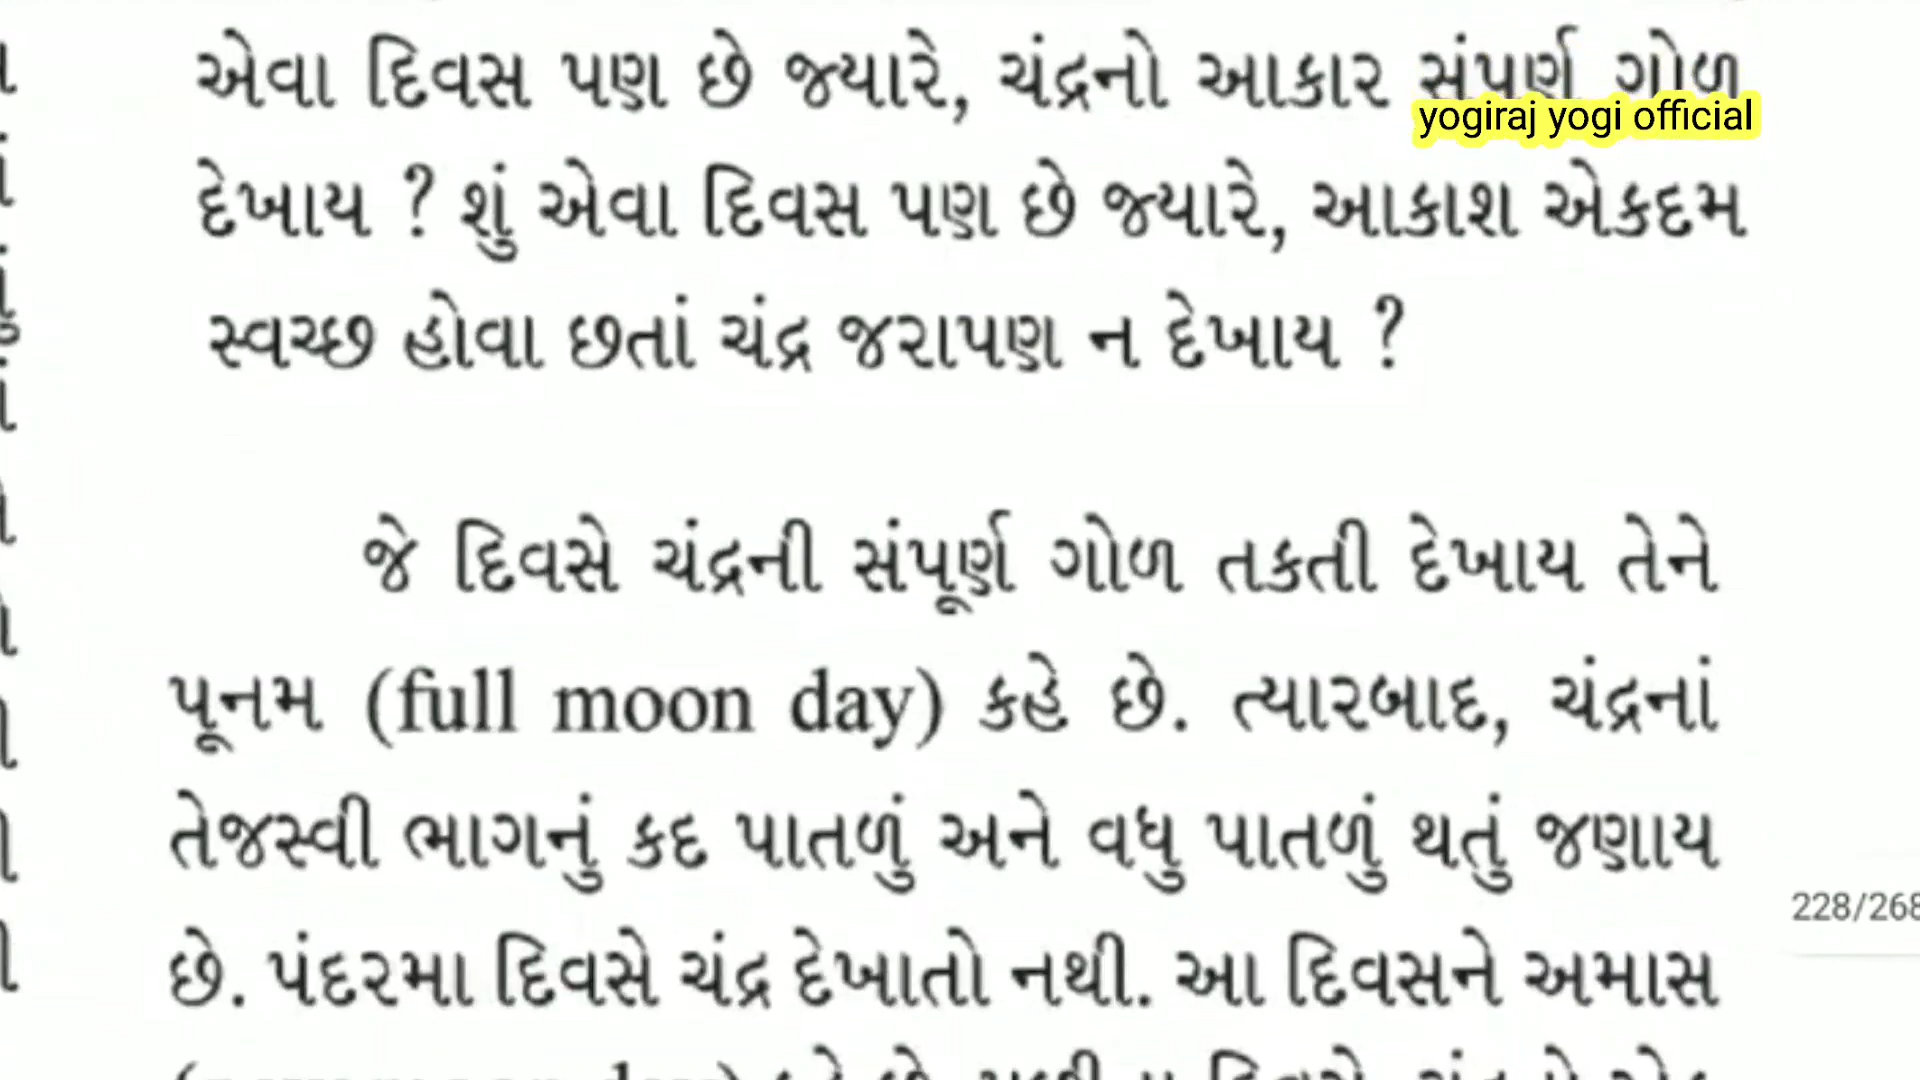 એવા દિવસ પણ છે જ્યારે, ચંદ્રનો આકાર સંપૂર્ણ ગોળ
yogiraj yogi official
દેખાય ? શું એવા દિવસ પણ છે જ્યારે, આકાશ એકદમ
સ્વચ્છ હોવા છતાં ચંદ્ર જરાપણ ન દેખાય ?
જે દિવસે ચંદ્રની સંપૂર્ણ ગોળ તકતી દેખાય તેને
પૂનમ (full moon day) કહે છે. ત્યારબાદ, ચંદ્રનાં
તેજસ્વી ભાગનું કદ પાતળું અને વધુ પાતળું થતું જણાય
228/268
છે. પંદરમા દિવસે ચંદ્ર દેખાતો નથી. આ દિવસને અમાસ